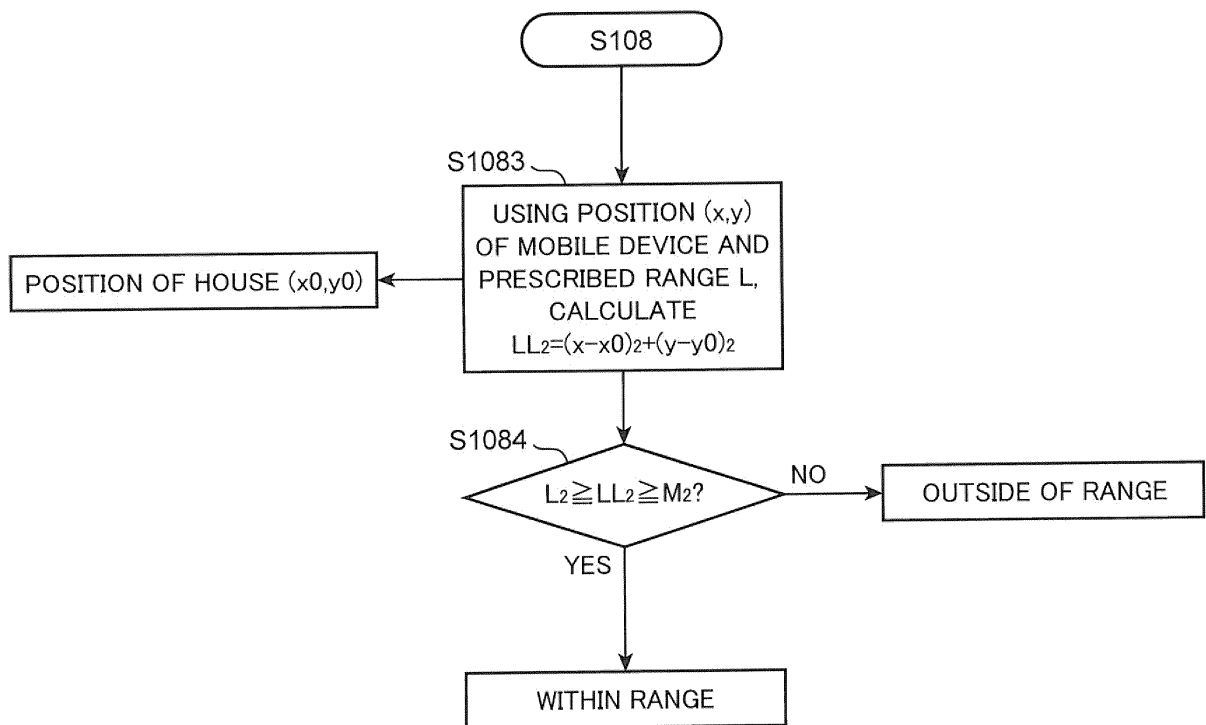 S108
S1083
USING POSITION (x,y)
OF MOBILE DEVICE AND
PRESCRIBED RANGE L,
CALCULATE
LL₂=(x-x0)₂+(y-y0)₂
POSITION OF HOUSE (x0,y0)
S1084
L₂≧LL₂≧M₂?
NO
OUTSIDE OF RANGE
YES
WITHIN RANGE